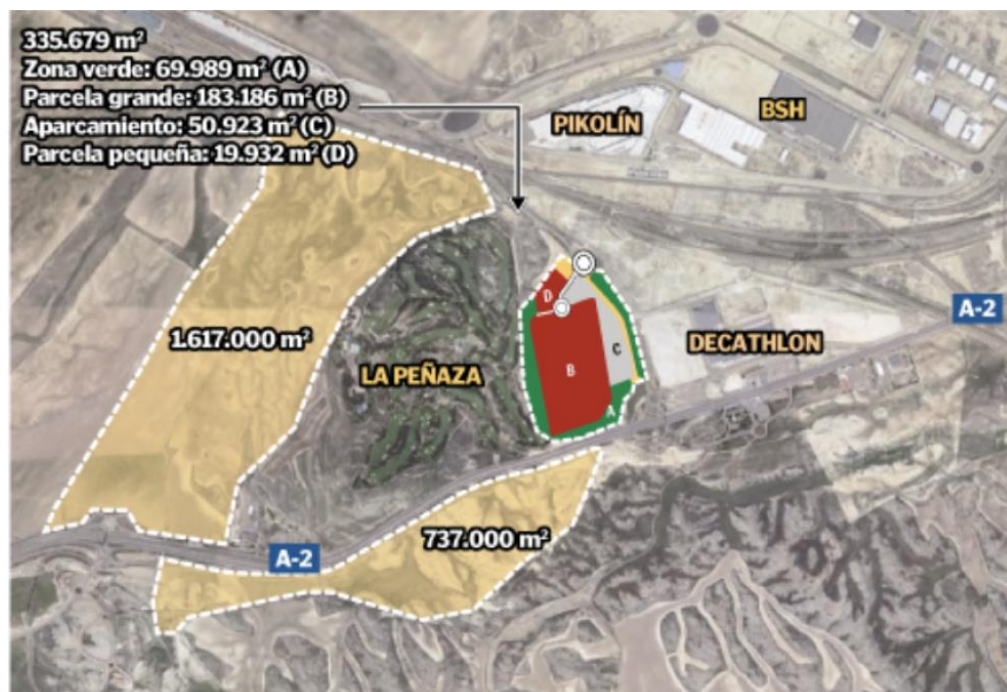 335.679 m²
Zona verde: 69.989 m² (A)
Parcela grande: 183.186 m² (B)
Aparcamiento: 50.923 m² (C)
Parcela pequeña: 19.932 m² (D)
PIKOLÍN
BSH
A-2
D
1.617.000 m²
DECATHLON
C
LA PEÑAZA
B
A
737.000 m²
A-2